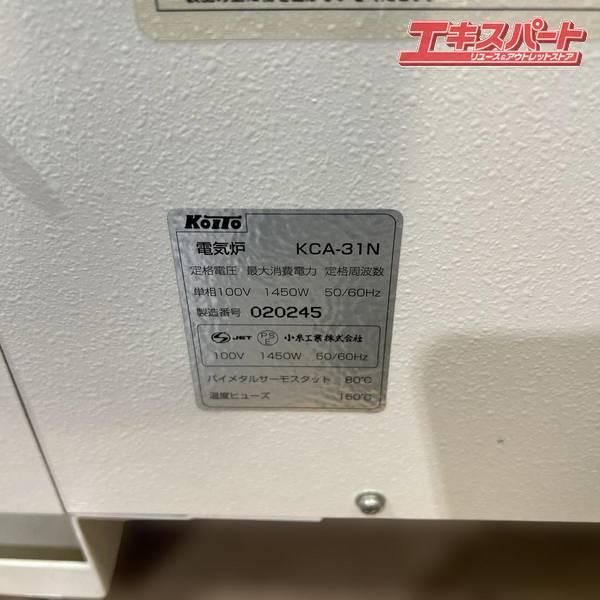 エキスパート
リユース&アウトレットストア
KoiTo
電気炉 KCA-31N
定格電圧 最大消費電力 定格周波数
単相100V 1450W 50/60Hz
製造番号 020245
S JET PS E 小糸工業株式会社
100V 1450W 50/60Hz
バイメタルサーモスタット 80℃
温度ヒューズ 150℃